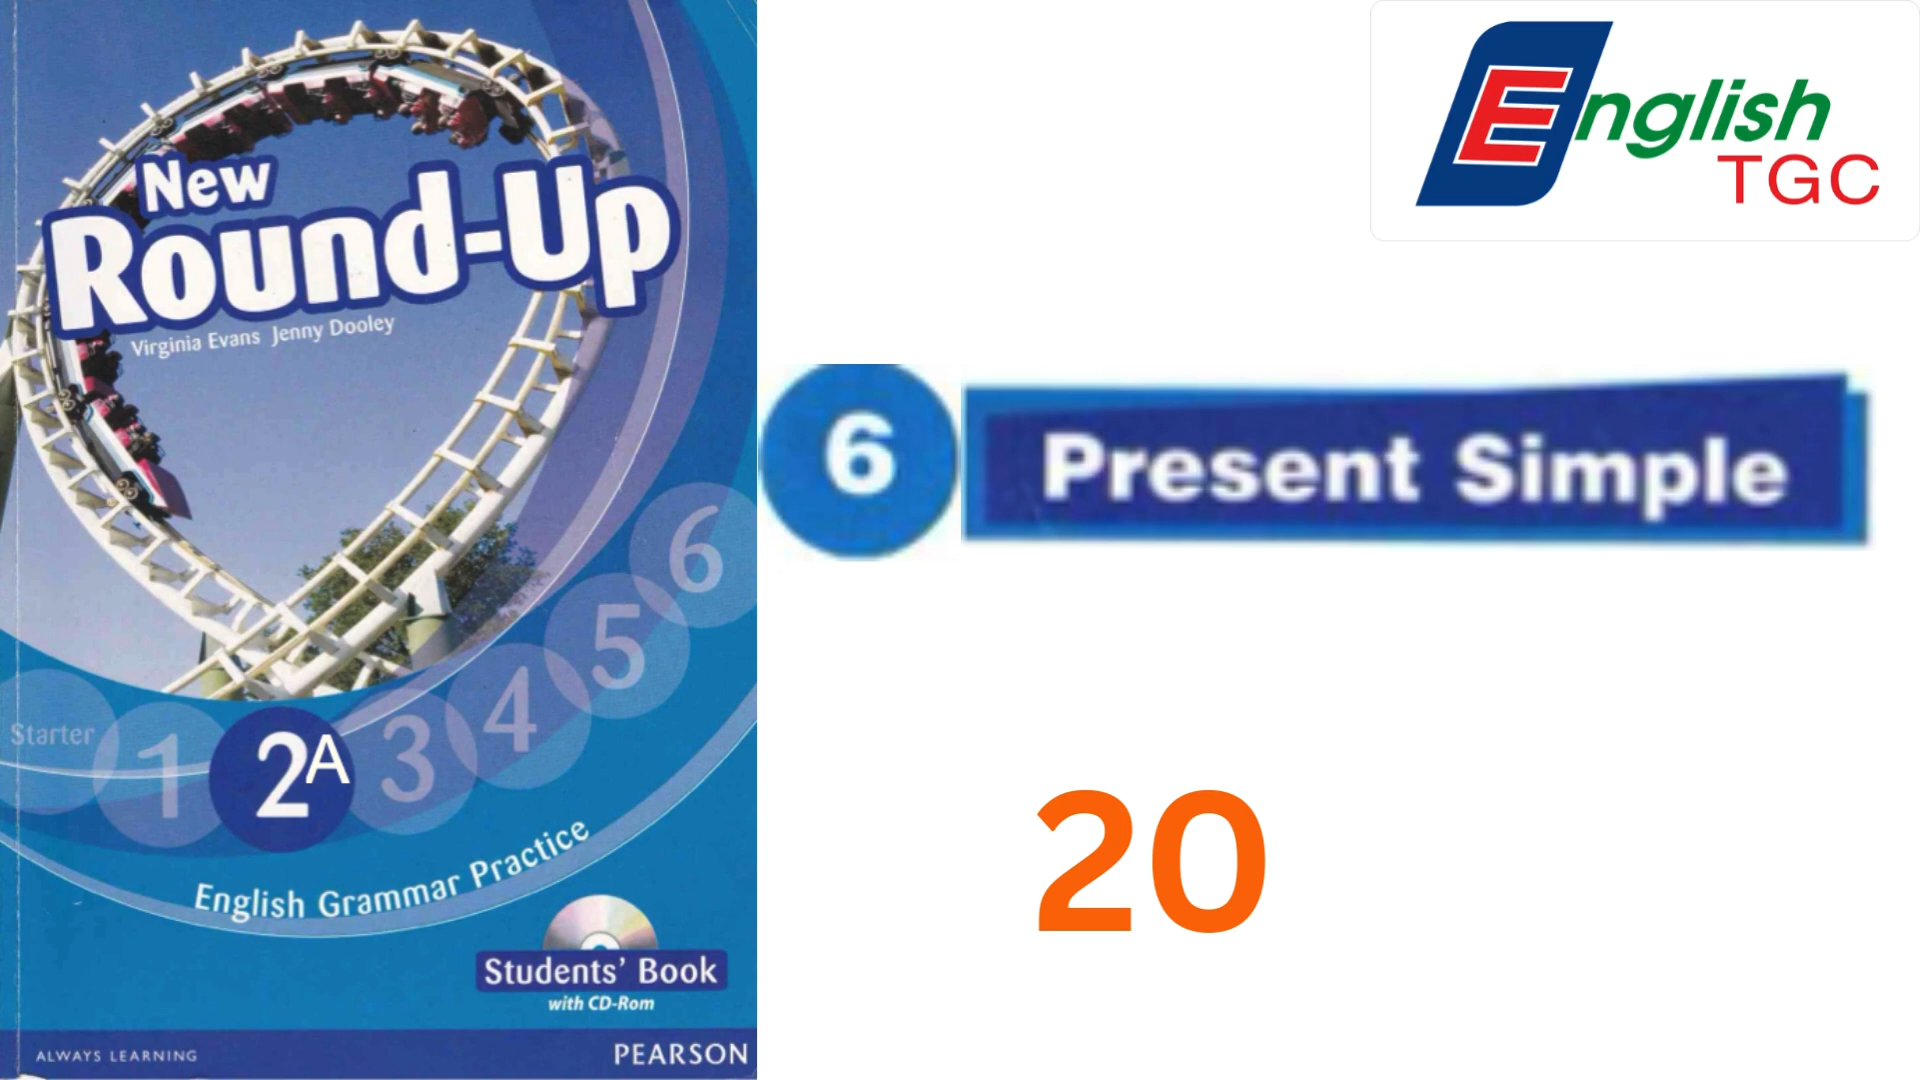 New
Round-Up
Virginia Evans Jenny Dooley
Starter
1
2A
3
4
5
6
English Grammar Practice
Students' Book
with CD-Rom
ALWAYS LEARNING
PEARSON
English
TGC
6
Present Simple
20